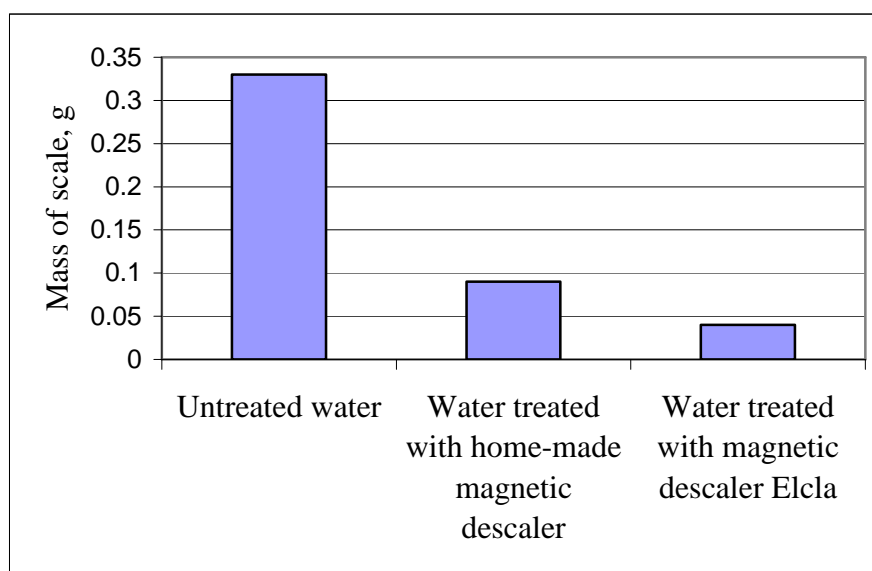 Mass of scale, g
0.35
0.3
0.25
0.2
0.15
0.1
0.05
0
Untreated water
Water treated
with home-made
magnetic
descaler
Water treated
with magnetic
descaler Elcla